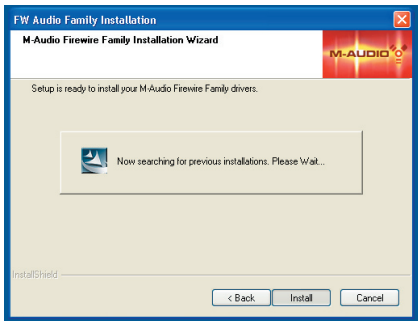 FW Audio Family Installation
M-Audio Firewire Family Installation Wizard
M-AUDIO
Setup is ready to install your M-Audio Firewire Family drivers.
Now searching for previous installations. Please Wait...
InstallShield
< Back
Install
Cancel